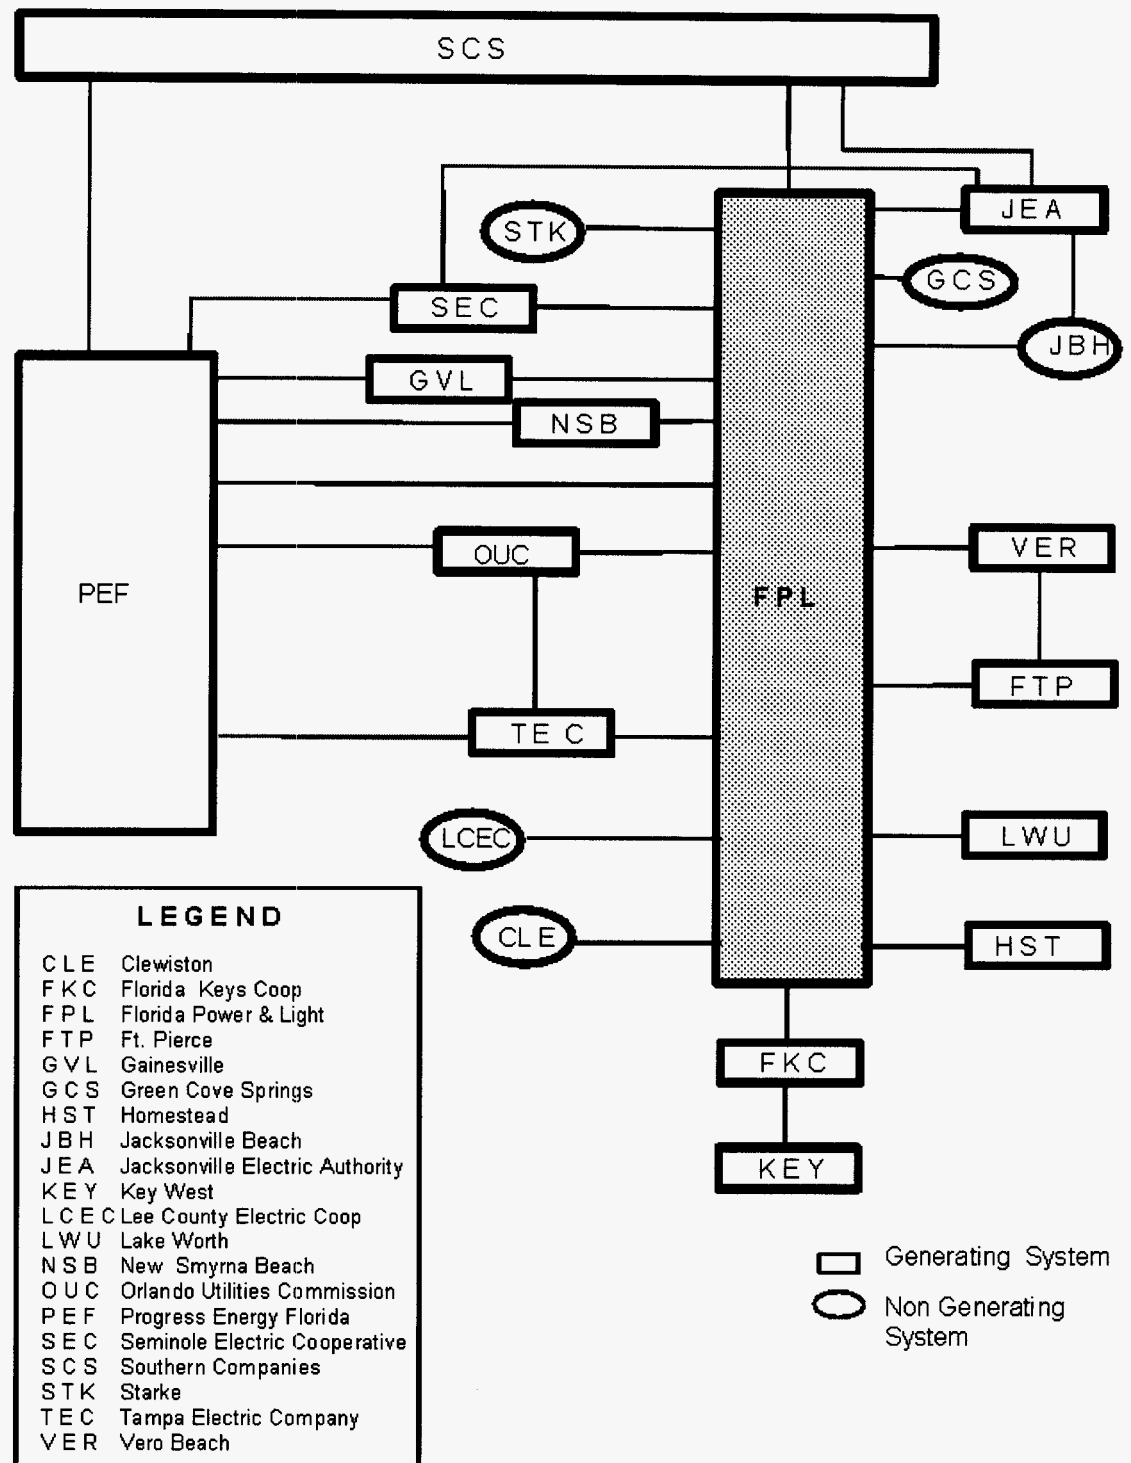 SCS
JEA
STK
GCS
SEC
JBH
GVL
NSB
OUC
VER
PEF
FPL
FTP
TEC
LCEC
LWU
CLE
HST
FKC
KEY
LEGEND
CLE Clewiston
FKC Florida Keys Coop
FPL Florida Power & Light
FTP Ft. Pierce
GVL Gainesville
GCS Green Cove Springs
HST Homestead
JBH Jacksonville Beach
JEA Jacksonville Electric Authority
KEY Key West
LCEC Lee County Electric Coop
LWU Lake Worth
NSB New Smyrna Beach
OUC Orlando Utilities Commission
PEF Progress Energy Florida
SEC Seminole Electric Cooperative
SCS Southern Companies
STK Starke
TEC Tampa Electric Company
VER Vero Beach
Generating System
Non Generating
System